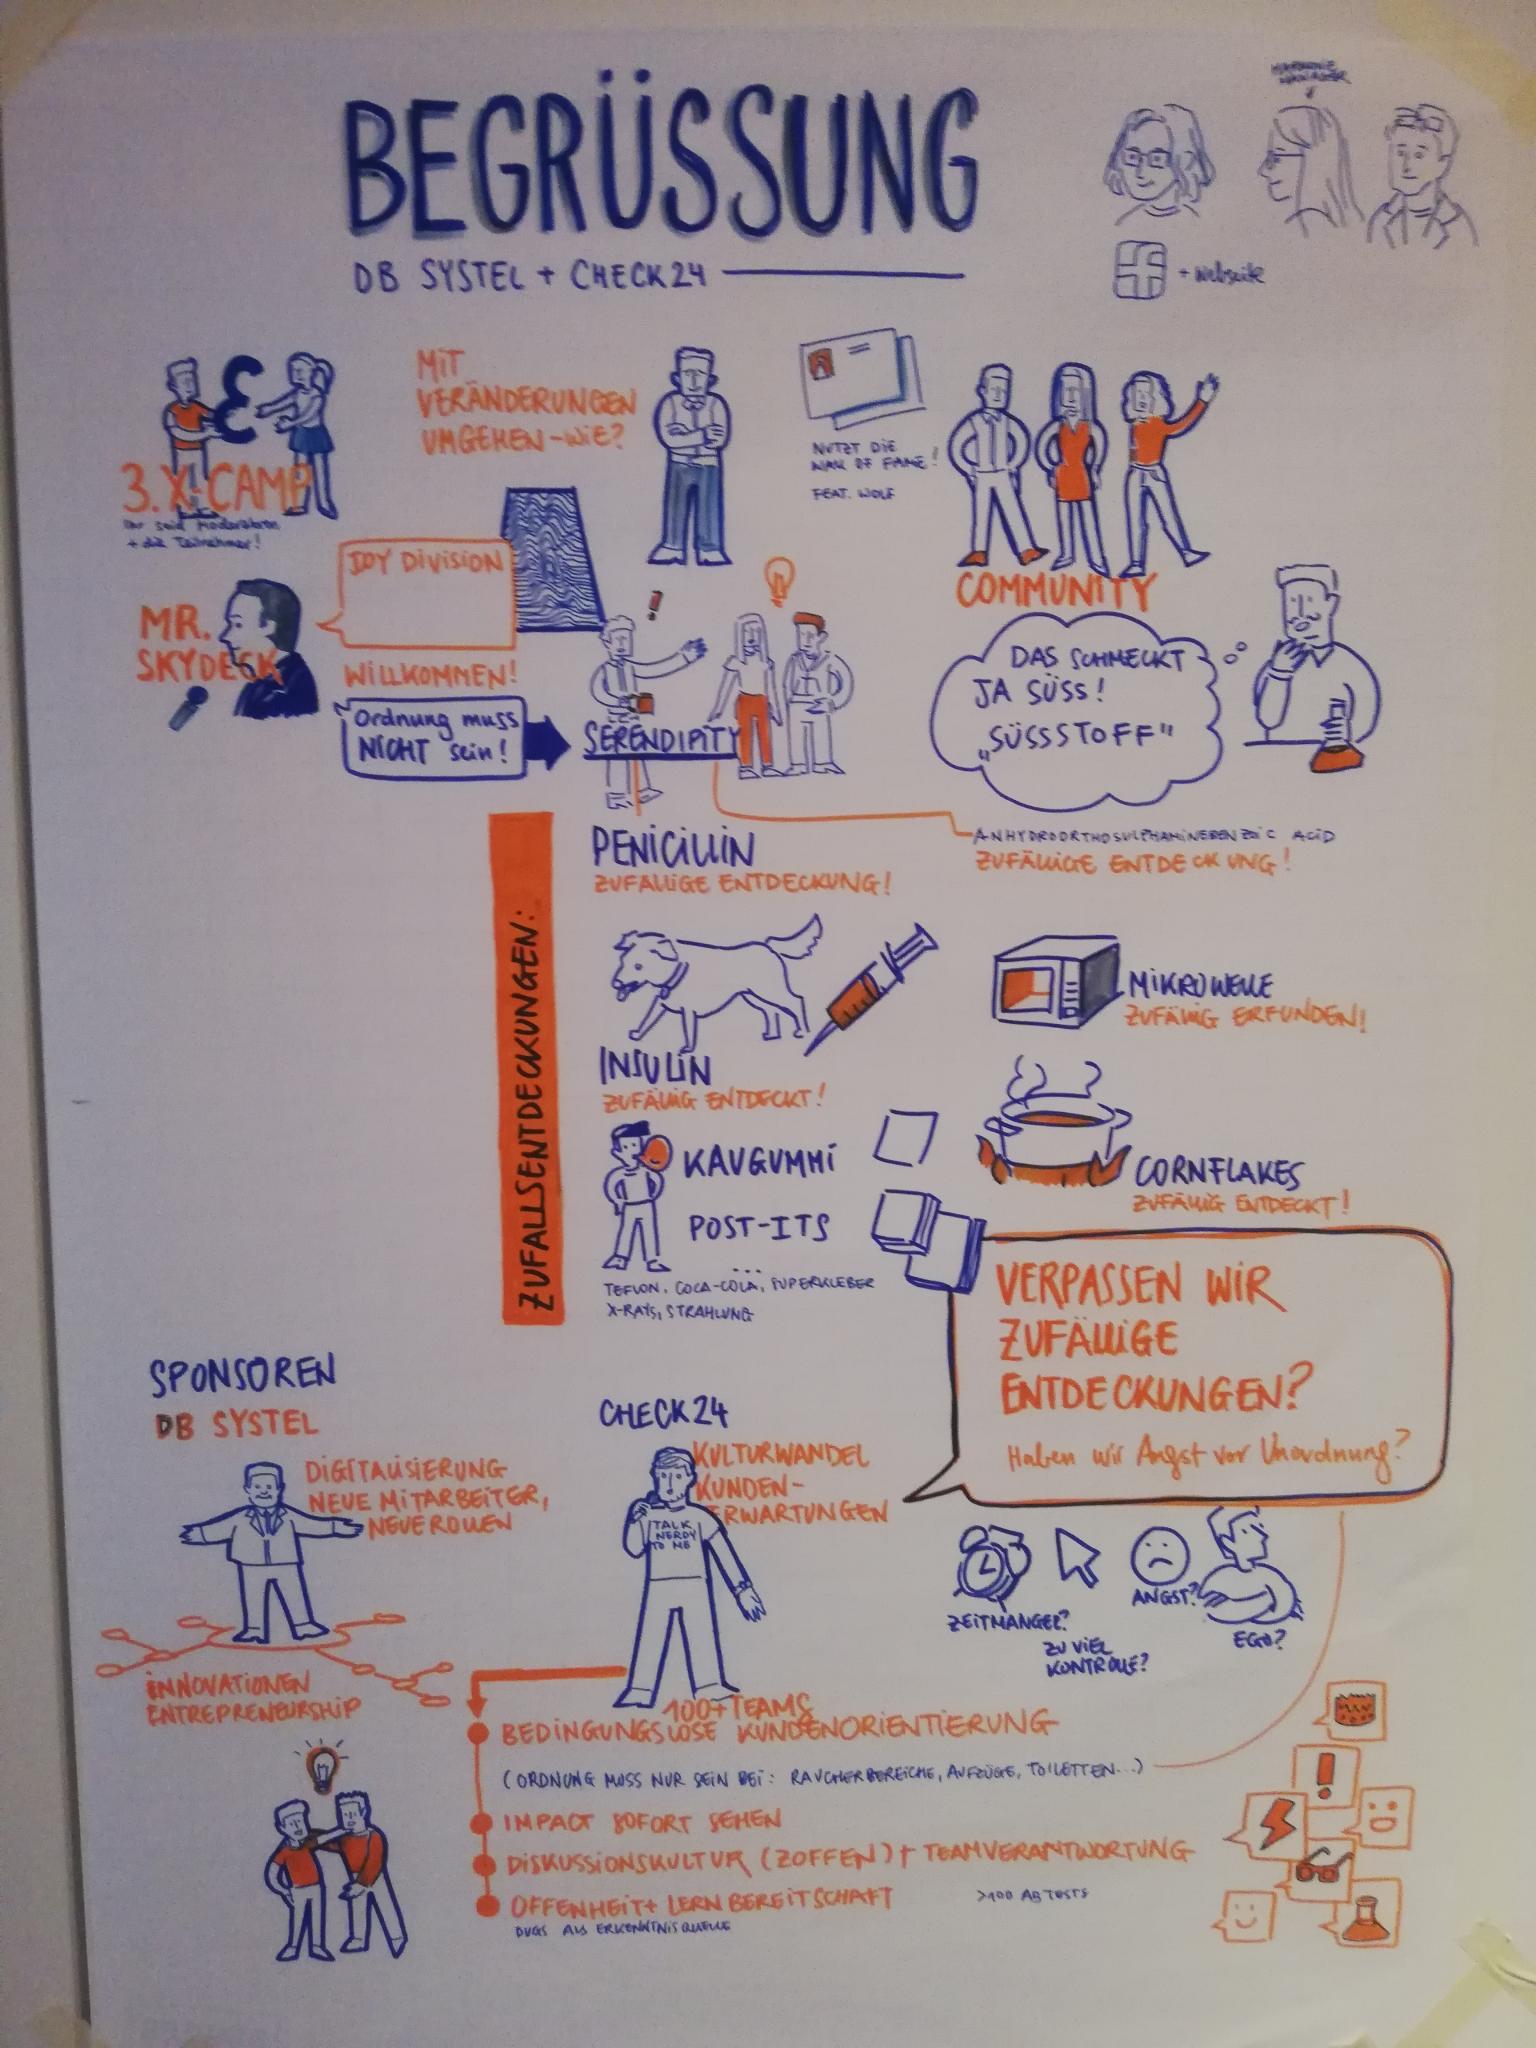 BEGRÜSSUNG
DB SYSTEL + CHECK24
+ Webseite
3. X-CAMP
Ihr seid Moderatoren
+ die Teilnehmer!
MIT
VERÄNDERUNGEN
UMGEHEN-WIE?
NUTZT DIE
WALK OF FAME!
FEAT. WOLF
COMMUNITY
MR.
SKYDECK
JOY DIVISION
WILLKOMMEN!
Ordnung muss
NICHT sein!
!
SERENDIPITY
DAS SCHMECKT
JA SÜSS!
„SÜSSSTOFF"
ZUFALLSENTDECKUNGEN:
PENICILLIN
ZUFÄLLIGE ENTDECKUNG!
ANHYDROORTHOSULPHAMINEBENZOIC ACID
ZUFÄLLIGE ENTDECKUNG!
INSULIN
ZUFÄLLIG ENTDECKT!
MIKROWELLE
ZUFÄLLIG ERFUNDEN!
KAUGUMMI
POST-ITS
...
TEFLON, COCA-COLA, SUPERKLEBER
X-RAYS, STRAHLUNG
CORNFLAKES
ZUFÄLLIG ENTDECKT!
VERPASSEN WIR
ZUFÄLLIGE
ENTDECKUNGEN?
Haben wir Angst vor Unordnung?
ZEITMANGEL?
ZU VIEL
KONTROLLE?
ANGST?
EGO?
SPONSOREN
DB SYSTEL
DIGITALISIERUNG
NEUE MITARBEITER,
NEUE ROLLEN
INNOVATIONEN
ENTREPRENEURSHIP
CHECK24
KULTURWANDEL
KUNDEN-
ERWARTUNGEN
TALK
NERDY
TO ME
100+ TEAMS
BEDINGUNGSLOSE KUNDENORIENTIERUNG
(ORDNUNG MUSS NUR SEIN BEI: RAUCHERBEREICHE, AUFZÜGE, TOILETTEN...)
IMPACT SOFORT SEHEN
DISKUSSIONSKULTUR (ZOFFEN) + TEAMVERANTWORTUNG
OFFENHEIT + LERNBEREITSCHAFT
>100 AB TESTS
BUGS ALS ERKENNTNISQUELLE
!